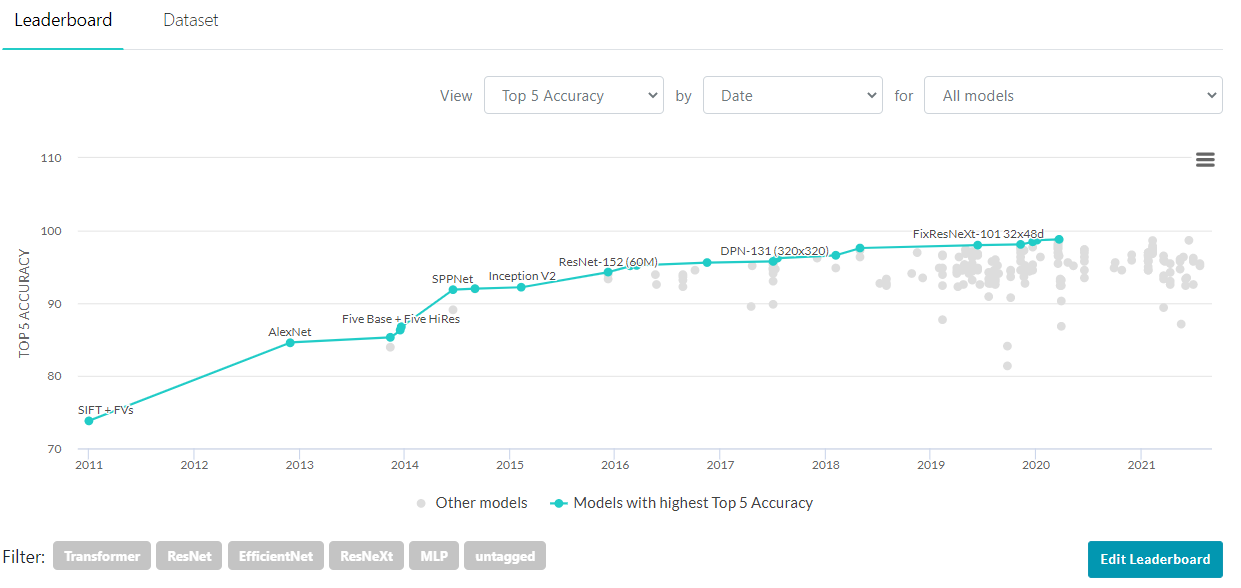 Leaderboard Dataset
View Top 5 Accuracy by Date for All models
110
100
90
80
70
TOP 5 ACCURACY
SIFT + FVs
AlexNet
Five Base + Five HiRes
SPPNet
Inception V2
ResNet-152 (60M)
DPN-131 (320x320)
FixResNeXt-101 32x48d
2011 2012 2013 2014 2015 2016 2017 2018 2019 2020 2021
Other models Models with highest Top 5 Accuracy
Filter: Transformer ResNet EfficientNet ResNeXt MLP untagged Edit Leaderboard